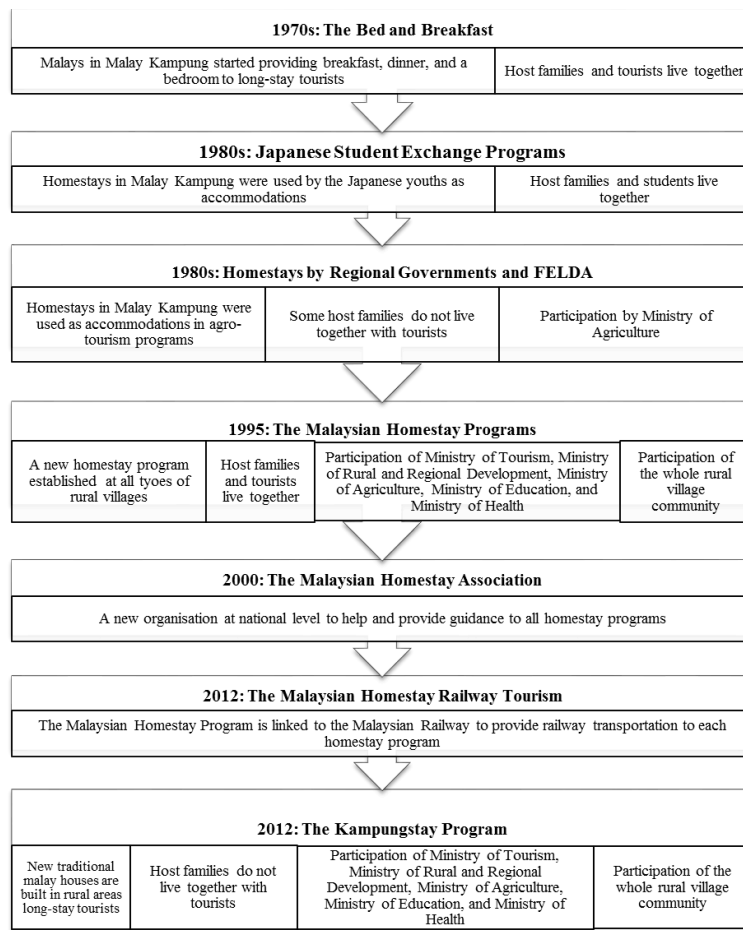 1970s: The Bed and Breakfast
Malays in Malay Kampung started providing breakfast, dinner, and a
bedroom to long-stay tourists
Host families and tourists live together
1980s: Japanese Student Exchange Programs
Homestays in Malay Kampung were used by the Japanese youths as
accommodations
Host families and students live
together
1980s: Homestays by Regional Governments and FELDA
Homestays in Malay Kampung were
used as accommodations in agro-
tourism programs
Some host families do not live
together with tourists
Participation by Ministry of
Agriculture
1995: The Malaysian Homestay Programs
A new homestay program
established at all tyoes of
rural villages
Host families
and tourists
live together
Participation of Ministry of Tourism, Ministry
of Rural and Regional Development, Ministry
of Agriculture, Ministry of Education, and
Ministry of Health
Participation of
the whole rural
village
community
2000: The Malaysian Homestay Association
A new organisation at national level to help and provide guidance to all homestay programs
2012: The Malaysian Homestay Railway Tourism
The Malaysian Homestay Program is linked to the Malaysian Railway to provide railway transportation to each
homestay program
2012: The Kampungstay Program
New traditional
malay houses are
built in rural areas
long-stay tourists
Host families do not
live together with
tourists
Participation of Ministry of Tourism,
Ministry of Rural and Regional
Development, Ministry of Agriculture,
Ministry of Education, and Ministry of
Health
Participation of the
whole rural village
community